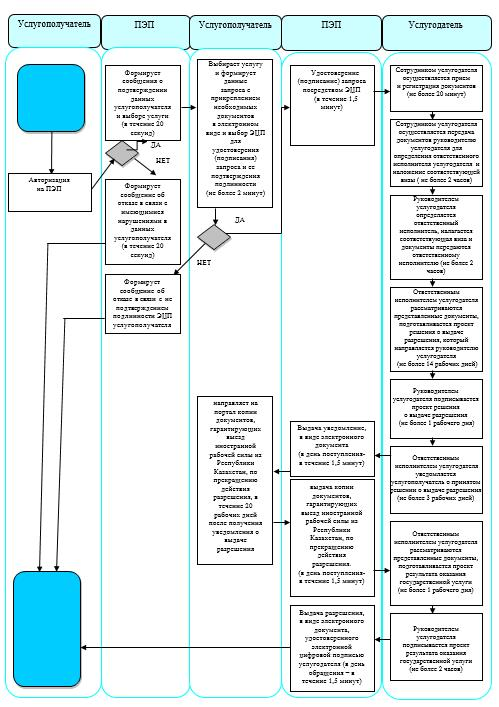 Услугополучатель
ПЭП
Услугополучатель
ПЭП
Услугодатель
Авторизация
на ПЭП
Формирует
сообщения о
подтверждении
данных
услугополучателя
и выборе услуги
(в течение 20
секунд)
ДА
НЕТ
Формирует
сообщение об
отказе в связи с
имеющимися
нарушениями в
данных
услугополучателя
(в течение 20
секунд)
Формирует
сообщение об
отказе в связи с не
подтверждением
подлинности ЭЦП
услугополучателя
Выбирает услугу
и формирует
данные
запроса с
прикреплением
необходимых
документов
в электронном
виде и выбор ЭЦП
для
удостоверения
(подписания)
запроса и ее
подтверждения
подлинности
(не более 2 минут)
ДА
НЕТ
направляет на
портал копии
документов,
гарантирующих
выезд
иностранной
рабочей силы из
Республики
Казахстан, по
прекращению
действия
разрешения, в
течение 20
рабочих дней
после получения
уведомления о
выдаче
разрешения
Удостоверение
(подписание) запроса
посредством ЭЦП
(в течение 1,5
минут)
Выдача уведомление,
в виде электронного
документа
(в день поступления-
в течение 1,5 минут)
выдача копии
документов,
гарантирующих
выезд иностранной
рабочей силы из
Республики
Казахстан, по
прекращению
действия
разрешения.
(в день поступления-
в течение 1,5 минут)
Выдача разрешения,
в виде электронного
документа,
удостоверенного
электронной
цифровой подписью
услугодателя (в день
обращения – в
течение 1,5 минут)
Сотрудником услугодателя
осуществляется прием
и регистрация документов
(не более 20 минут)
Сотрудником услугодателя
осуществляется передача
документов руководителю
услугодателя для
определения ответственного
исполнителя услугодателя и
наложение соответствующей
визы ( не более 2 часов)
Руководителем
услугодателя
определяется
ответственный
исполнитель, налагается
соответствующая виза и
документы передаются
ответственному
исполнителю (не более 2
часов)
Ответственным
исполнителем услугодателя
рассматриваются
представленные документы,
подготавливается проект
решения о выдаче
разрешения, который
направляется руководителю
услугодателя
(не более 14 рабочих дней)
Руководителем
услугодателя подписывается
проект решения
о выдаче разрешения
(не более 1 рабочего дня)
Ответственным
исполнителем услугодателя
уведомляется
услугополучатель о принятом
решении о выдаче разрешения
(не более 3 рабочих дней)
Ответственным
исполнителем услугодателя
рассматриваются
представленные документы,
подготавливается проект
результата оказания
государственной услуги
(не более 1 рабочего дня)
Руководителем
услугодателя
подписывается проект
результата оказания
государственной услуги
(не более 2 часов)